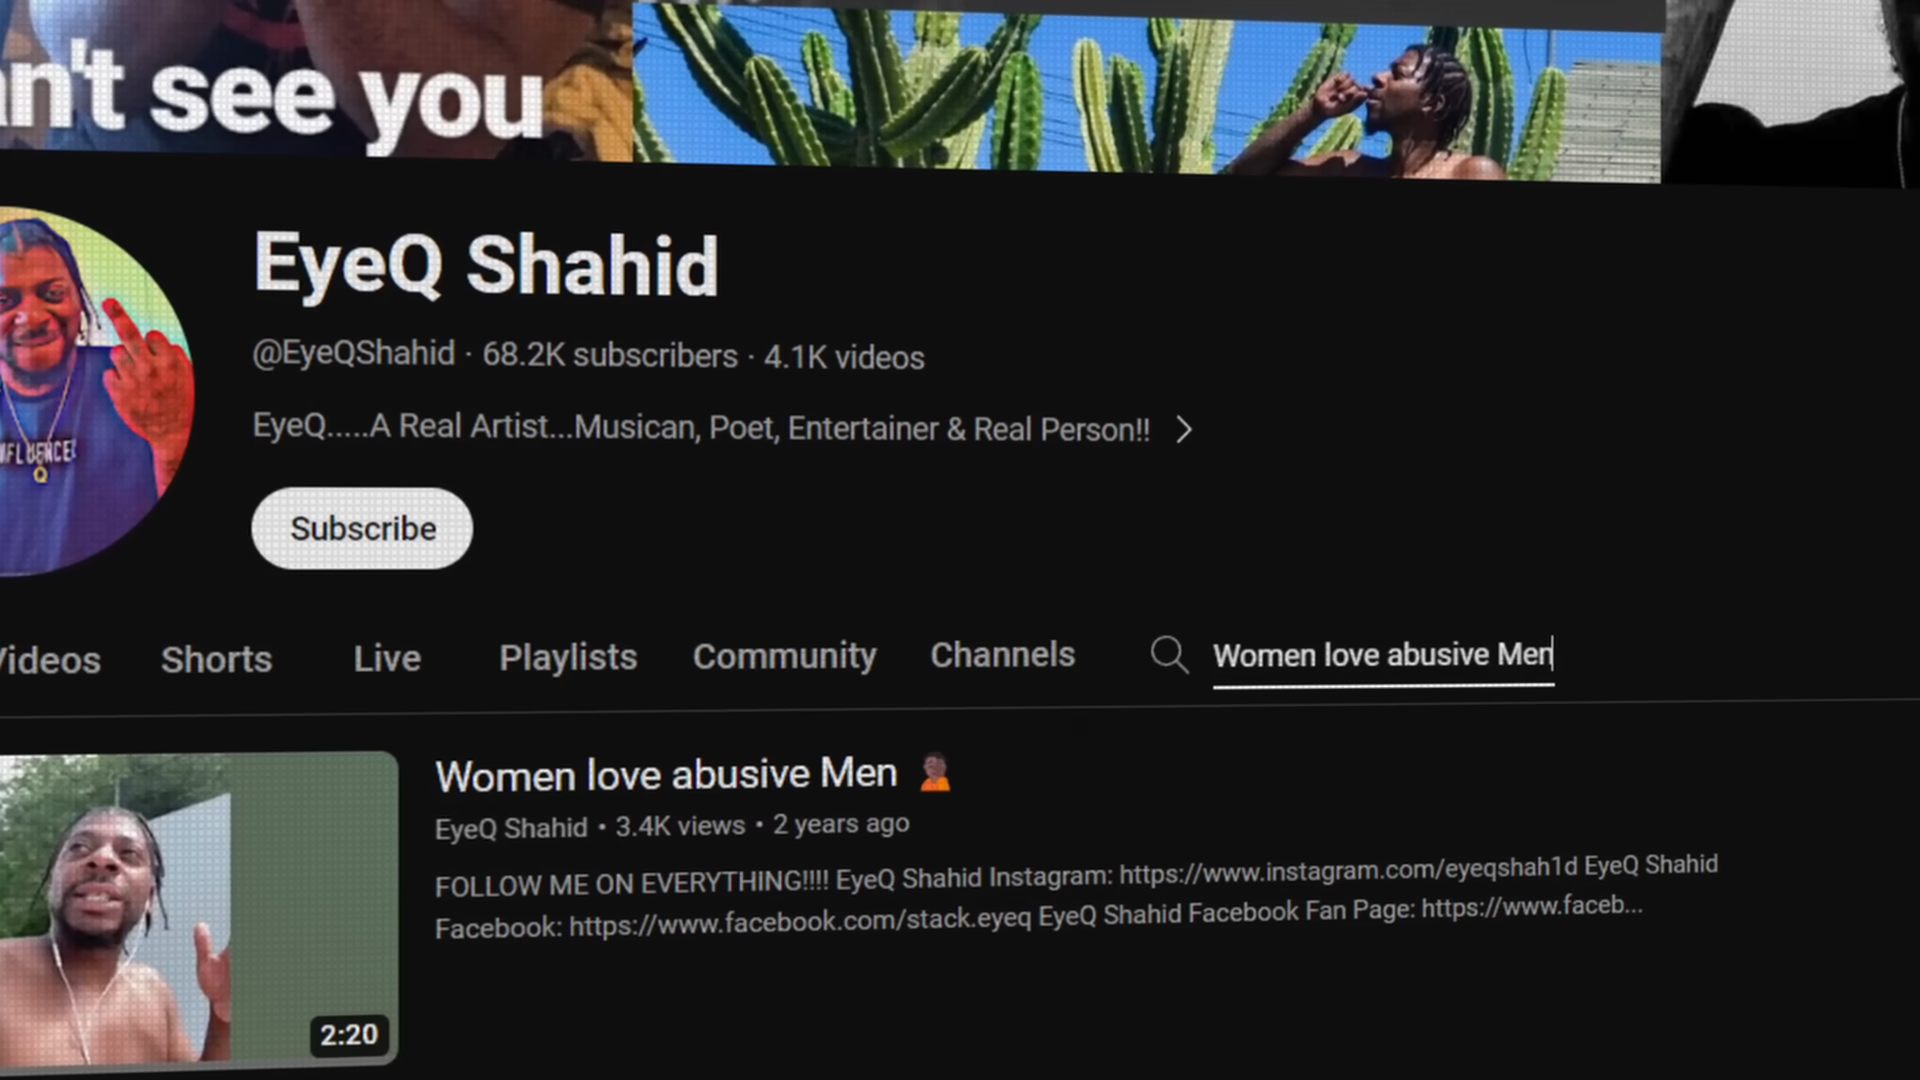 an't see you
EyeQ Shahid
@EyeQShahid · 68.2K subscribers · 4.1K videos
EyeQ.....A Real Artist...Musican, Poet, Entertainer & Real Person!!
Subscribe
Videos Shorts Live Playlists Community Channels Women love abusive Men
Women love abusive Men
EyeQ Shahid • 3.4K views • 2 years ago
FOLLOW ME ON EVERYTHING!!!! EyeQ Shahid Instagram: https://www.instagram.com/eyeqshah1d EyeQ Shahid
Facebook: https://www.facebook.com/stack.eyeq EyeQ Shahid Facebook Fan Page: https://www.faceb...
2:20